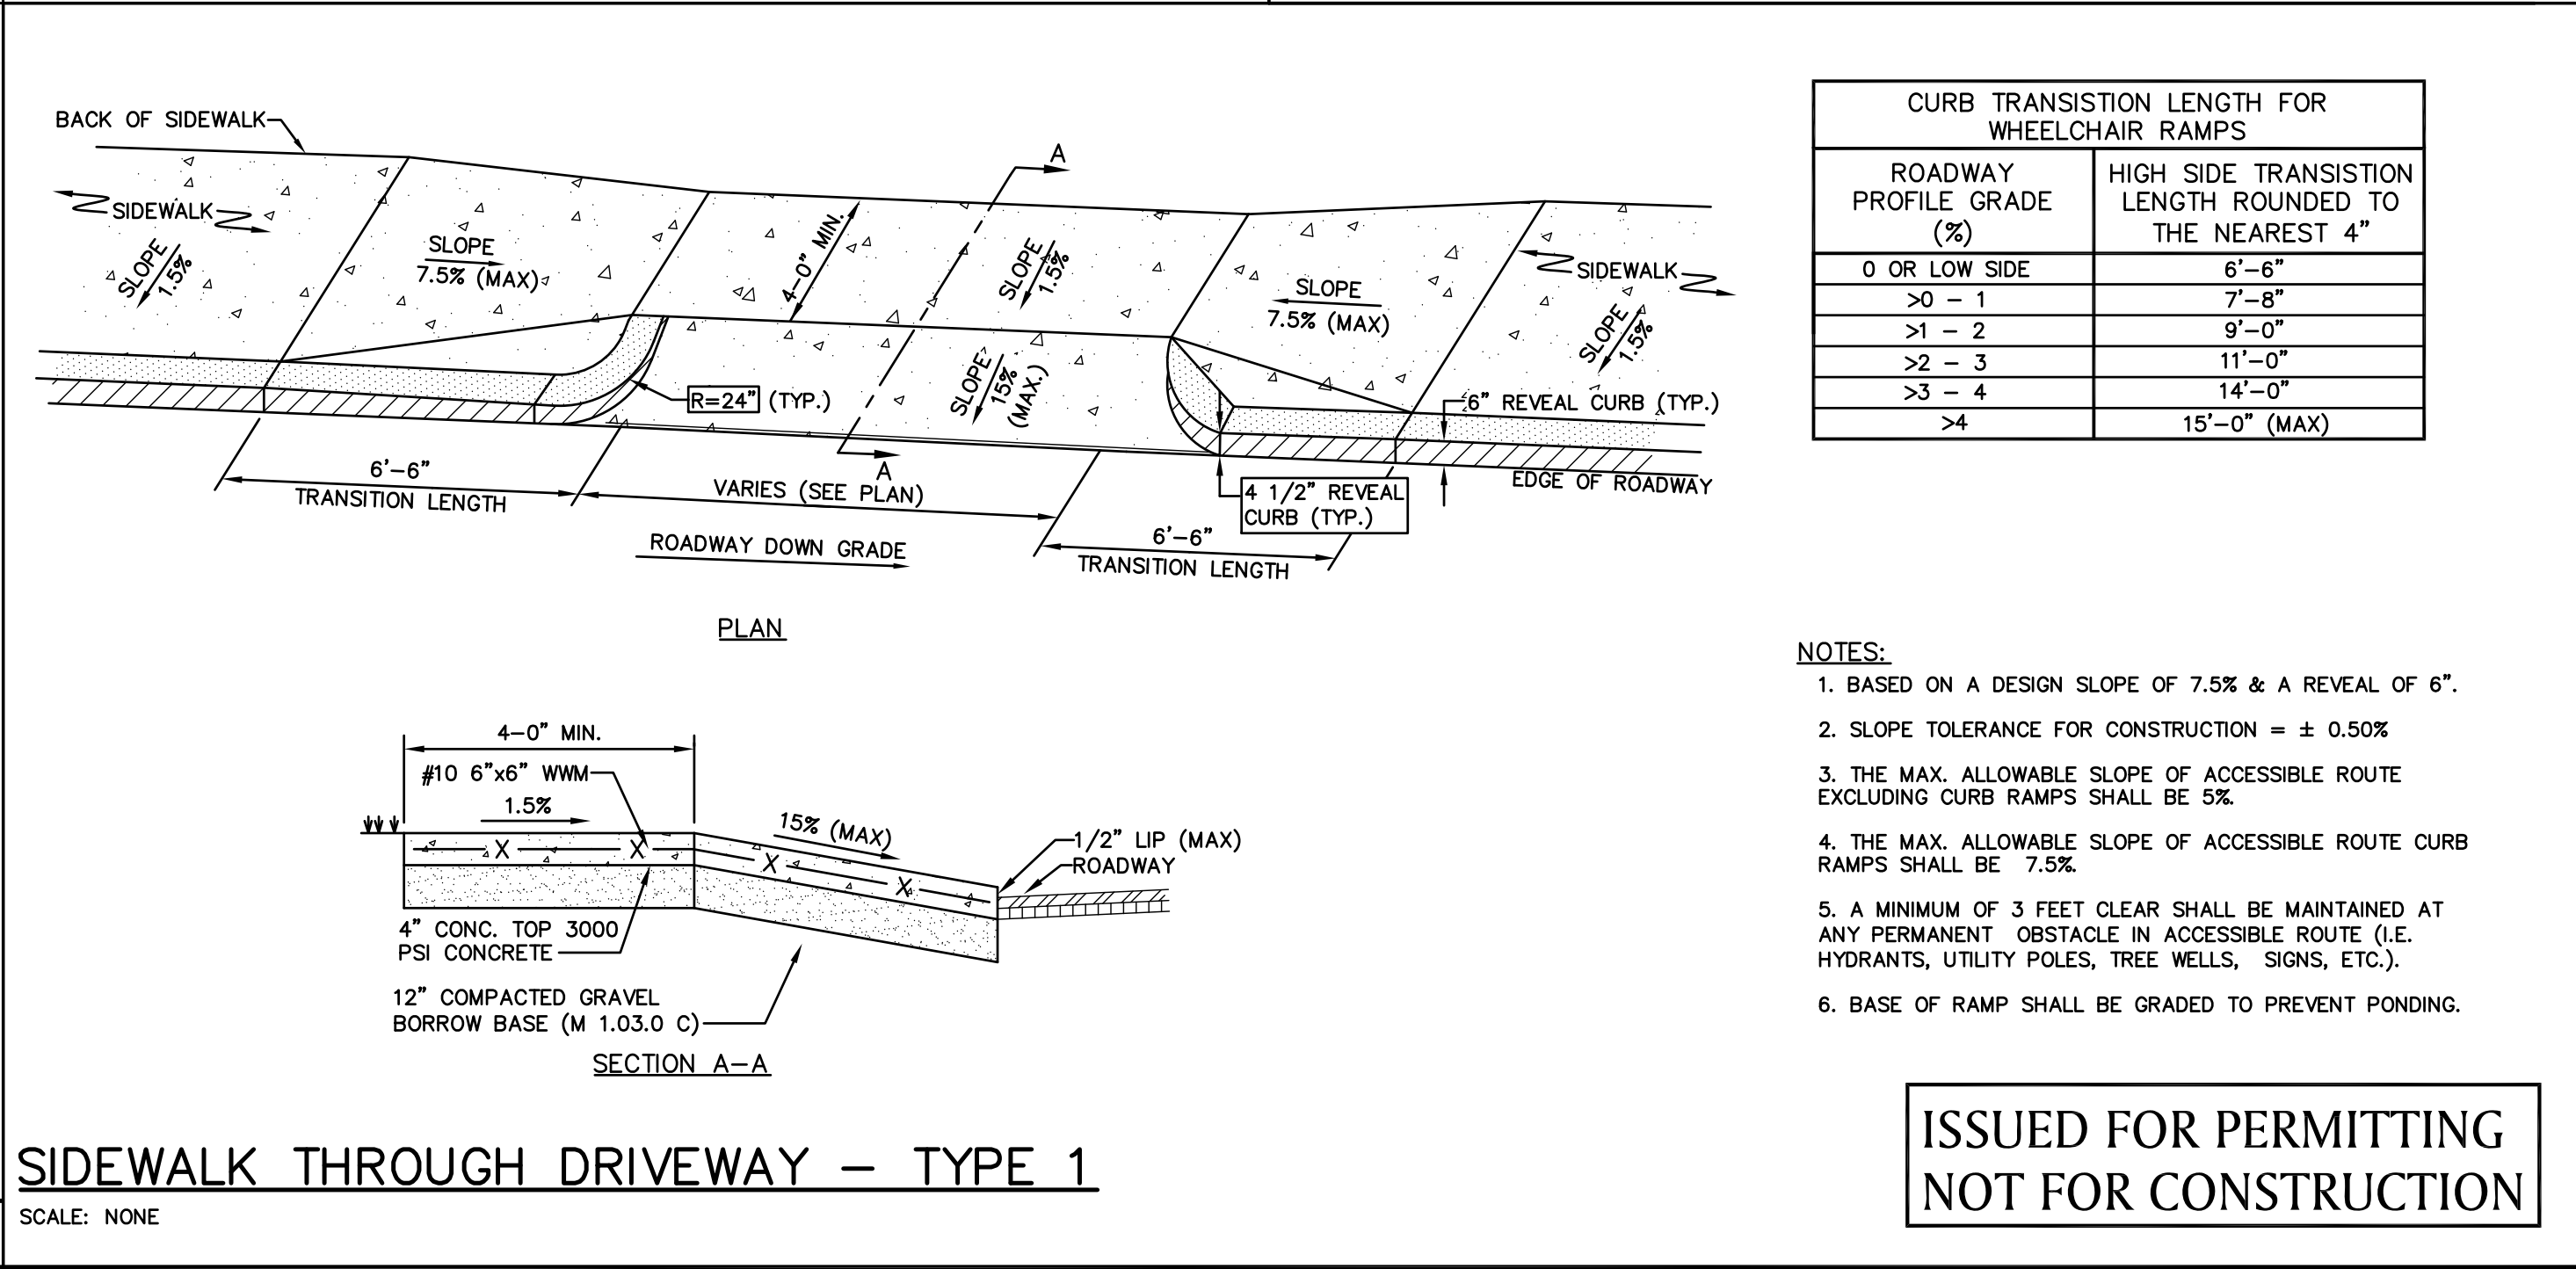 BACK OF SIDEWALK
SIDEWALK
SLOPE
1.5%
SLOPE
7.5% (MAX)
4-0" MIN.
A
SLOPE
1.5%
SLOPE
15%
(MAX.)
SLOPE
7.5% (MAX)
SIDEWALK
SLOPE
1.5%
R=24" (TYP.)
6" REVEAL CURB (TYP.)
A
6'-6"
TRANSITION LENGTH
VARIES (SEE PLAN)
4 1/2" REVEAL
CURB (TYP.)
EDGE OF ROADWAY
ROADWAY DOWN GRADE
6'-6"
TRANSITION LENGTH
PLAN
CURB TRANSISTION LENGTH FOR
WHEELCHAIR RAMPS
ROADWAY
PROFILE GRADE
(%)
HIGH SIDE TRANSISTION
LENGTH ROUNDED TO
THE NEAREST 4"
0 OR LOW SIDE 6'-6"
>0 - 1 7'-8"
>1 - 2 9'-0"
>2 - 3 11'-0"
>3 - 4 14'-0"
>4 15'-0" (MAX)
NOTES:
1. BASED ON A DESIGN SLOPE OF 7.5% & A REVEAL OF 6".
2. SLOPE TOLERANCE FOR CONSTRUCTION = ± 0.50%
3. THE MAX. ALLOWABLE SLOPE OF ACCESSIBLE ROUTE
EXCLUDING CURB RAMPS SHALL BE 5%.
4. THE MAX. ALLOWABLE SLOPE OF ACCESSIBLE ROUTE CURB
RAMPS SHALL BE 7.5%.
5. A MINIMUM OF 3 FEET CLEAR SHALL BE MAINTAINED AT
ANY PERMANENT OBSTACLE IN ACCESSIBLE ROUTE (I.E.
HYDRANTS, UTILITY POLES, TREE WELLS, SIGNS, ETC.).
6. BASE OF RAMP SHALL BE GRADED TO PREVENT PONDING.
4-0" MIN.
#10 6"x6" WWM
1.5%
15% (MAX)
X X X X
1/2" LIP (MAX)
ROADWAY
4" CONC. TOP 3000
PSI CONCRETE
12" COMPACTED GRAVEL
BORROW BASE (M 1.03.0 C)
SECTION A-A
SIDEWALK THROUGH DRIVEWAY - TYPE 1
SCALE: NONE
ISSUED FOR PERMITTING
NOT FOR CONSTRUCTION